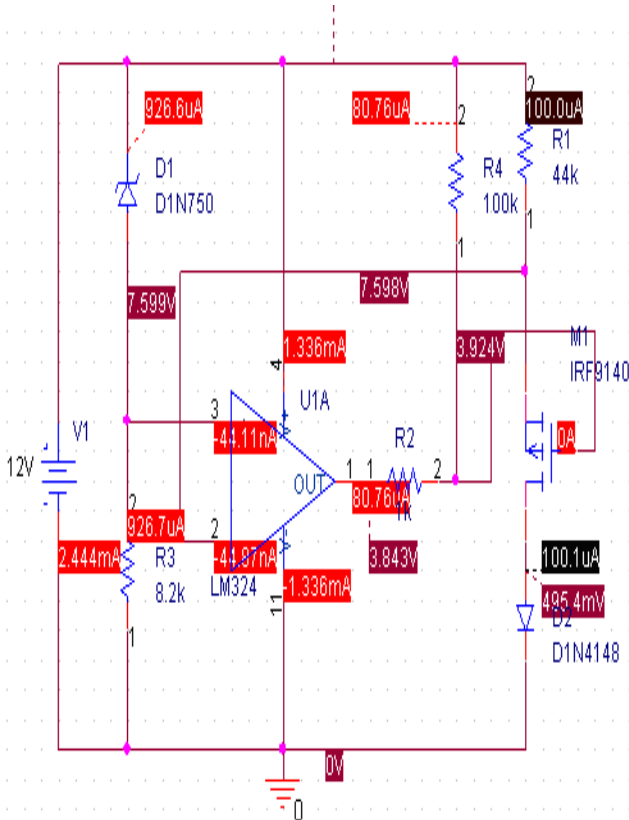 926.6uA
80.76uA
2
2
100.0uA
D1
D1N750
R4
100k
R1
44k
1
1
7.599V
7.598V
1.336mA
4
3.924V
M1
IRF9140
U1A
3
V+
-44.11nA
V1
12V
R2
0A
OUT
1
1
2
80.76uA
1k
2
926.7uA
2
-44.87nA
V-
2.444mA
R3
8.2k
LM324
-1.336mA
11
3.843V
100.1uA
495.4mV
D2
D1N4148
1
0V
0